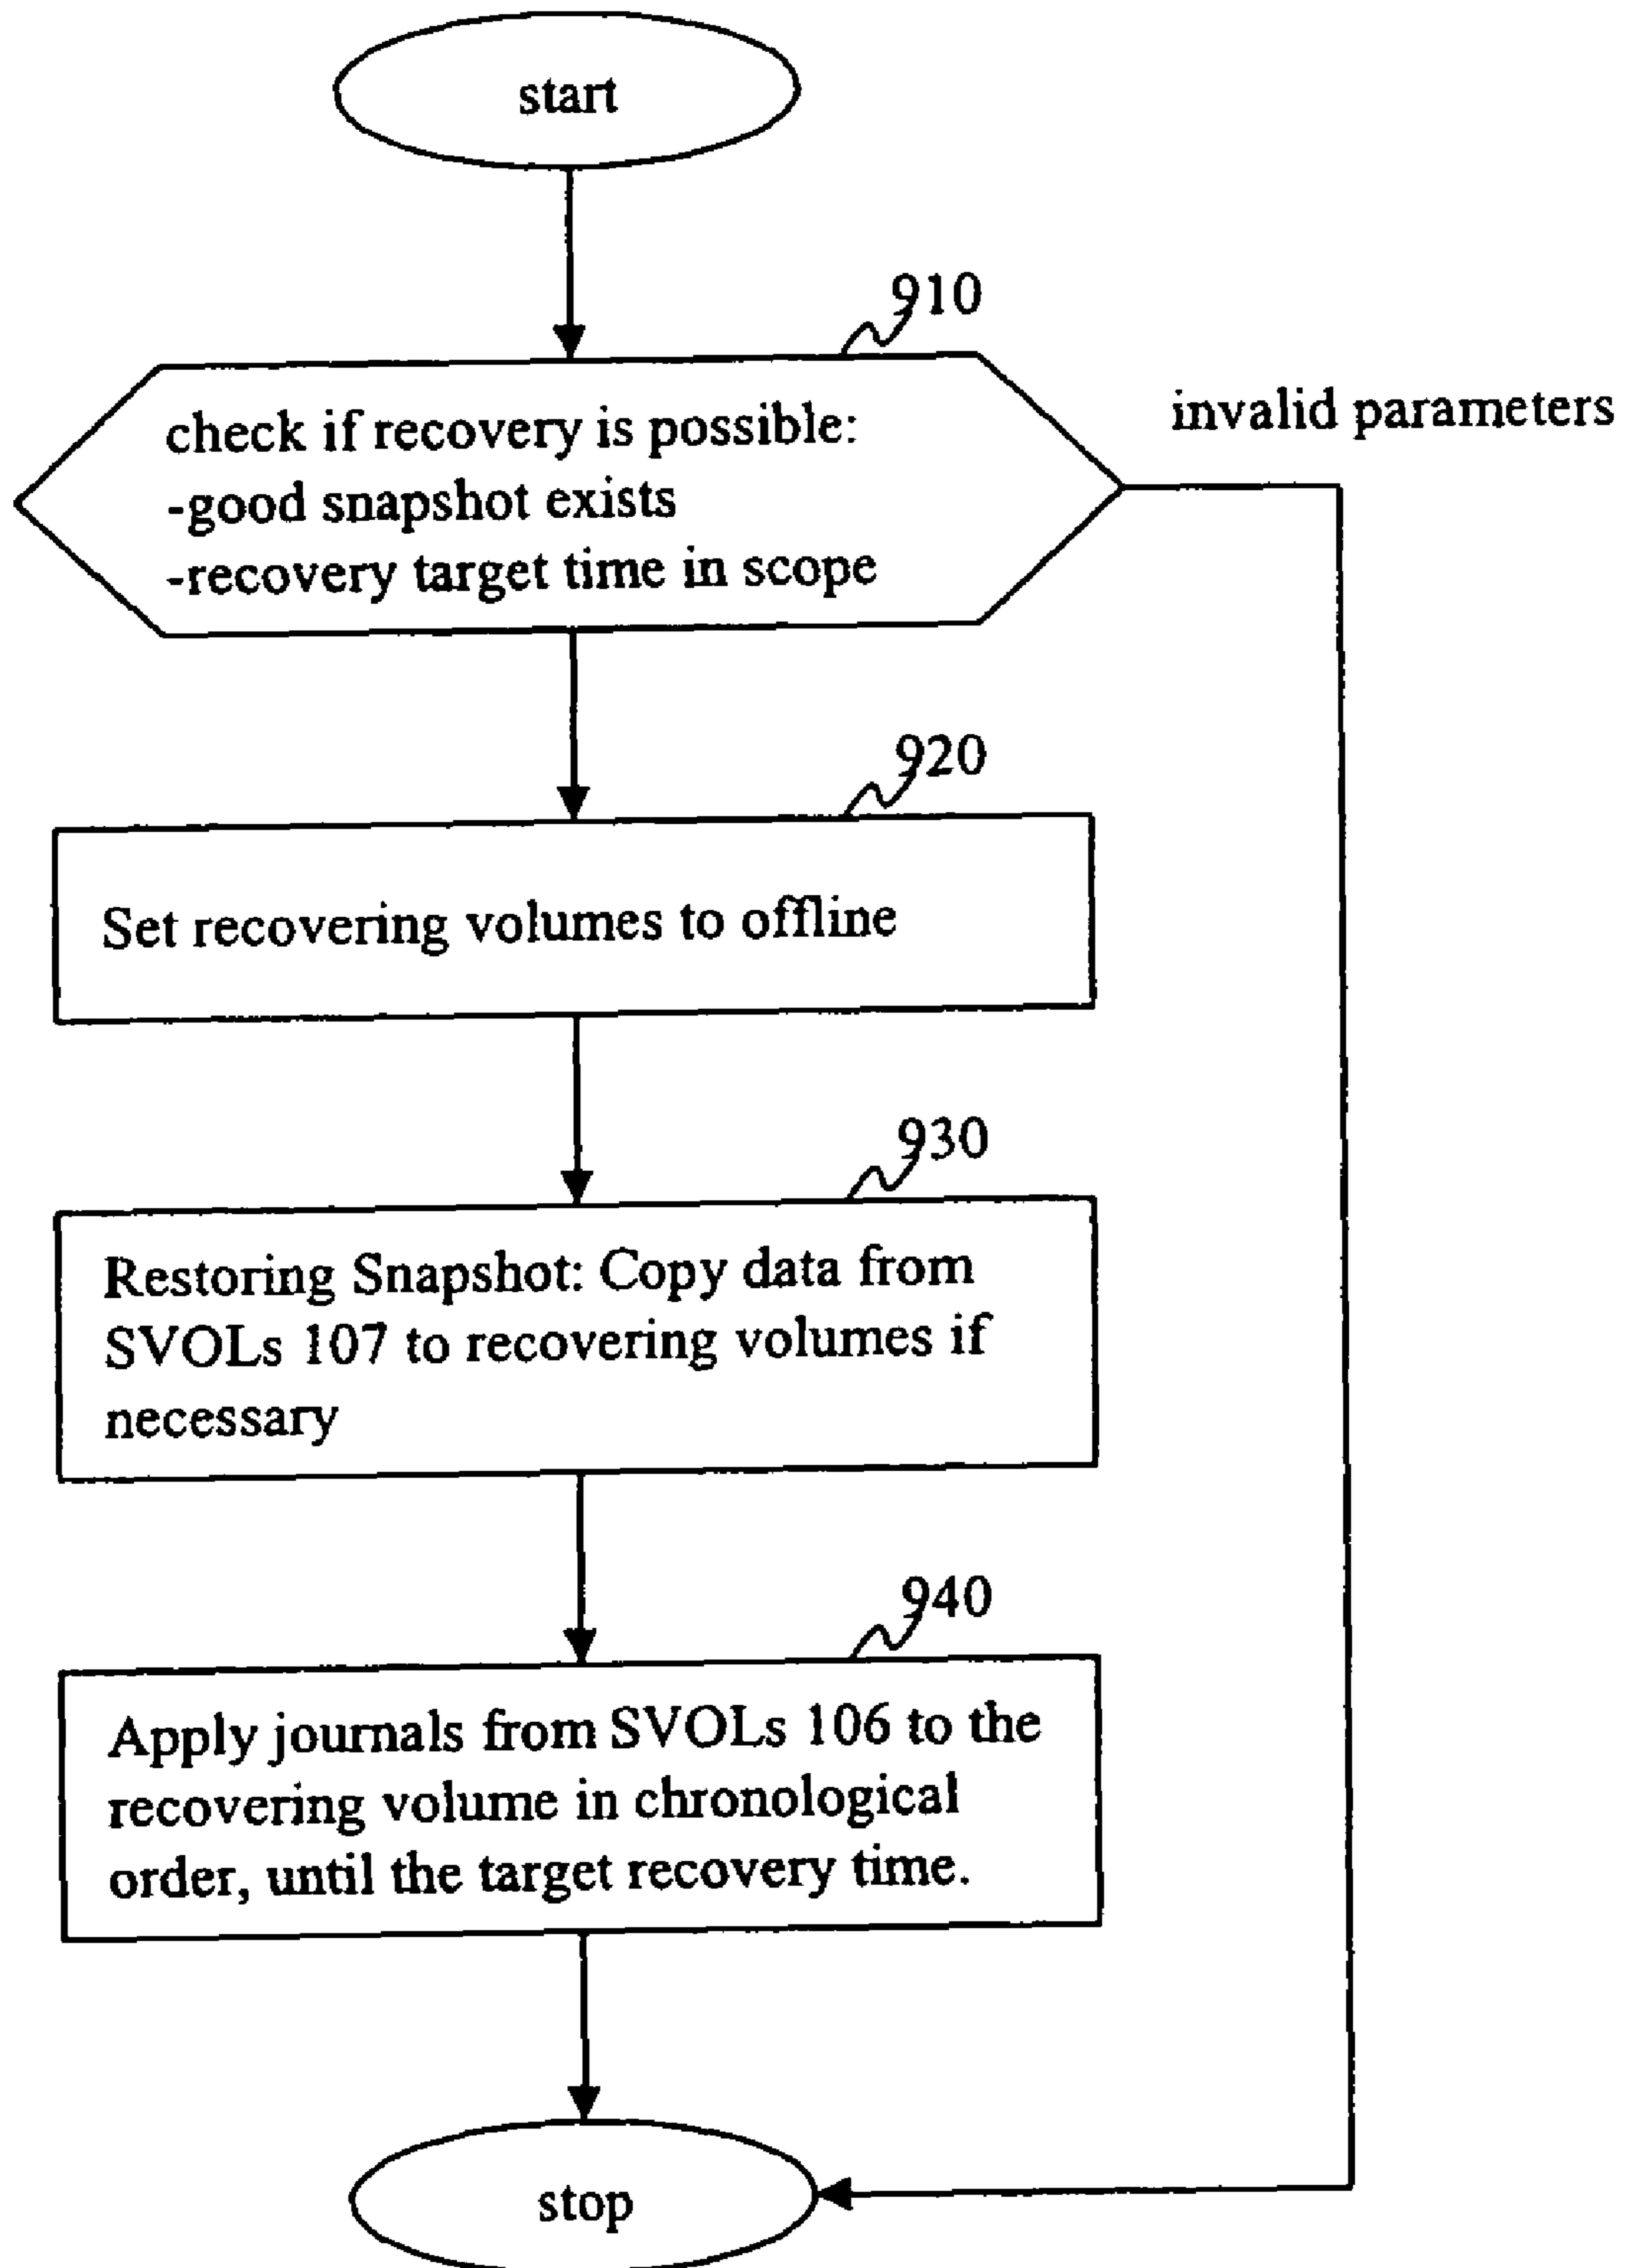 start
910
invalid parameters
check if recovery is possible:
-good snapshot exists
-recovery target time in scope
920
Set recovering volumes to offline
930
Restoring Snapshot: Copy data from
SVOLs 107 to recovering volumes if
necessary
940
Apply journals from SVOLs 106 to the
recovering volume in chronological
order, until the target recovery time.
stop